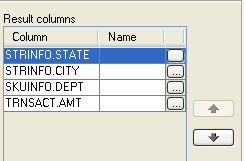 Result columns
Column Name
STRINFO.STATE
STRINFO.CITY ...
SKUINFO.DEPT ...
TRNSACT.AMT ...